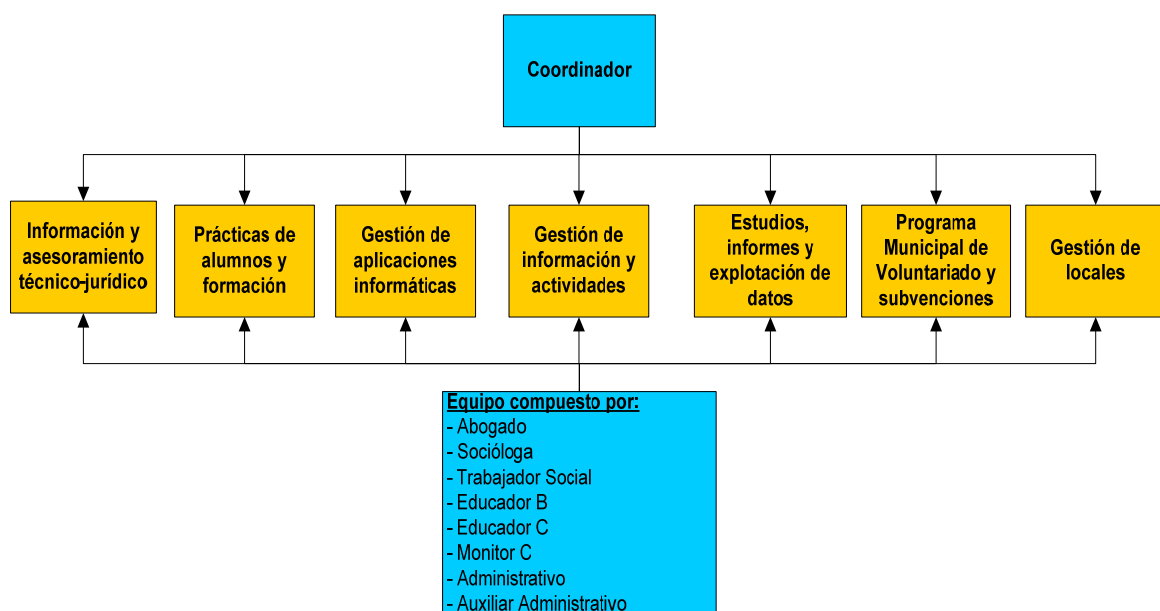 Coordinador
Información y
asesoramiento
técnico-jurídico
Prácticas de
alumnos y
formación
Gestión de
aplicaciones
informáticas
Gestión de
información y
actividades
Estudios,
informes y
explotación de
datos
Programa
Municipal de
Voluntariado y
subvenciones
Gestión de
locales
Equipo compuesto por:
- Abogado
- Socióloga
- Trabajador Social
- Educador B
- Educador C
- Monitor C
- Administrativo
- Auxiliar Administrativo